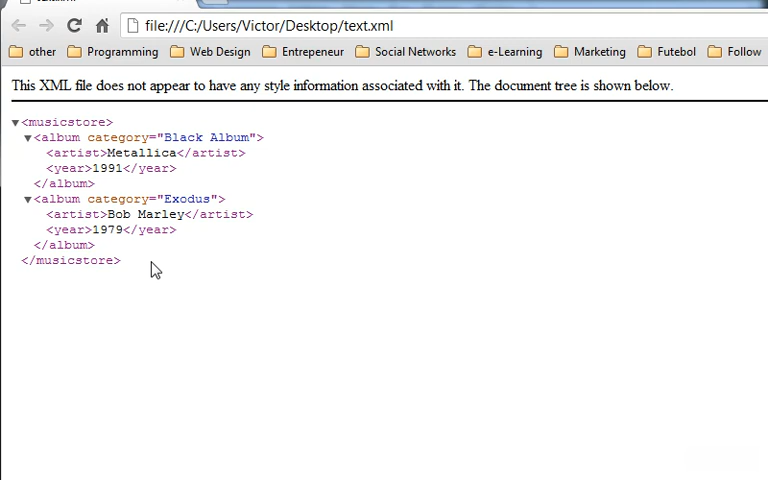 file:///C:/Users/Victor/Desktop/text.xml
other Programming Web Design Entrepeneur Social Networks e-Learning Marketing Futebol Follow
This XML file does not appear to have any style information associated with it. The document tree is shown below.
▼<musicstore>
▼<album category="Black Album">
<artist>Metallica</artist>
<year>1991</year>
</album>
▼<album category="Exodus">
<artist>Bob Marley</artist>
<year>1979</year>
</album>
</musicstore>